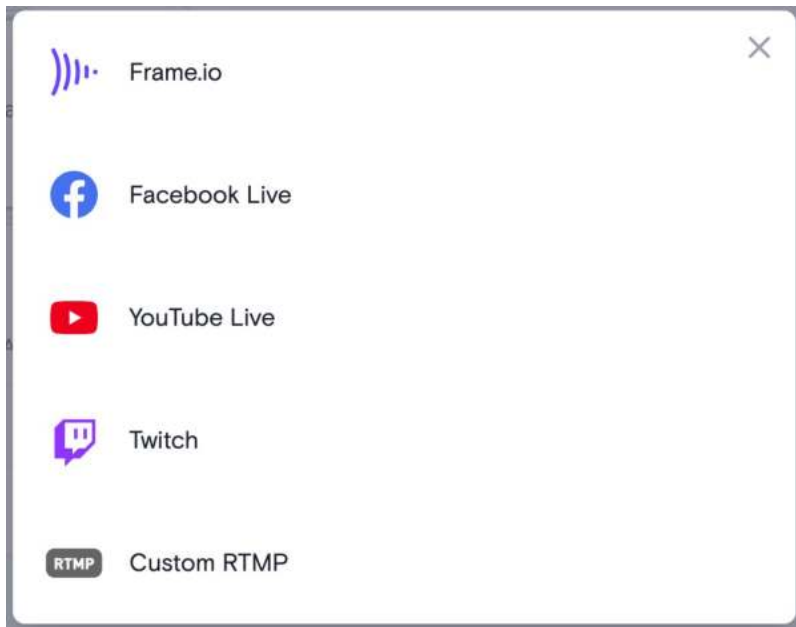 Frame.io
Facebook Live
YouTube Live
Twitch
RTMP Custom RTMP